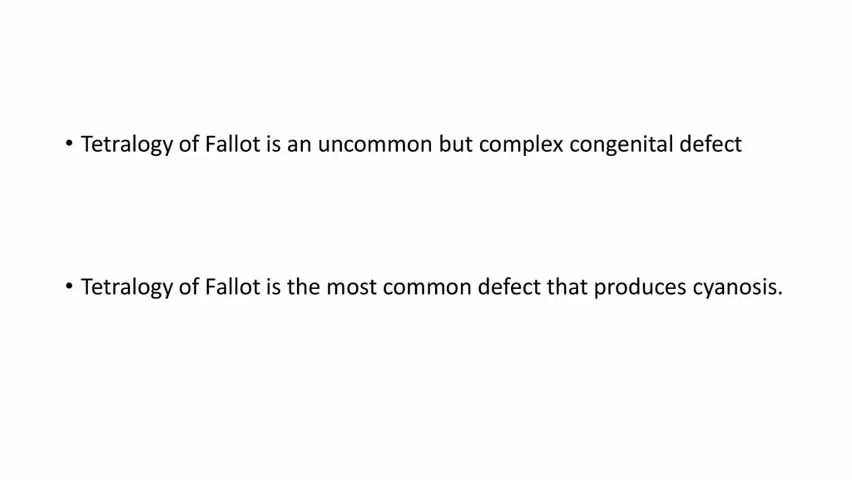 • Tetralogy of Fallot is an uncommon but complex congenital defect
• Tetralogy of Fallot is the most common defect that produces cyanosis.